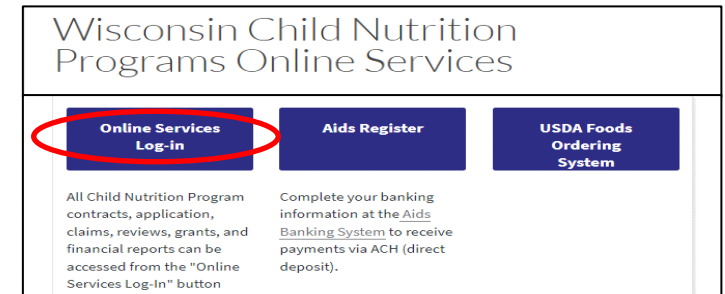 Wisconsin Child Nutrition
Programs Online Services
Online Services
Log-in
Aids Register
USDA Foods
Ordering
System
All Child Nutrition Program
contracts, application,
claims, reviews, grants, and
financial reports can be
accessed from the "Online
Services Log-In" button
Complete your banking
information at the Aids
Banking System to receive
payments via ACH (direct
deposit).